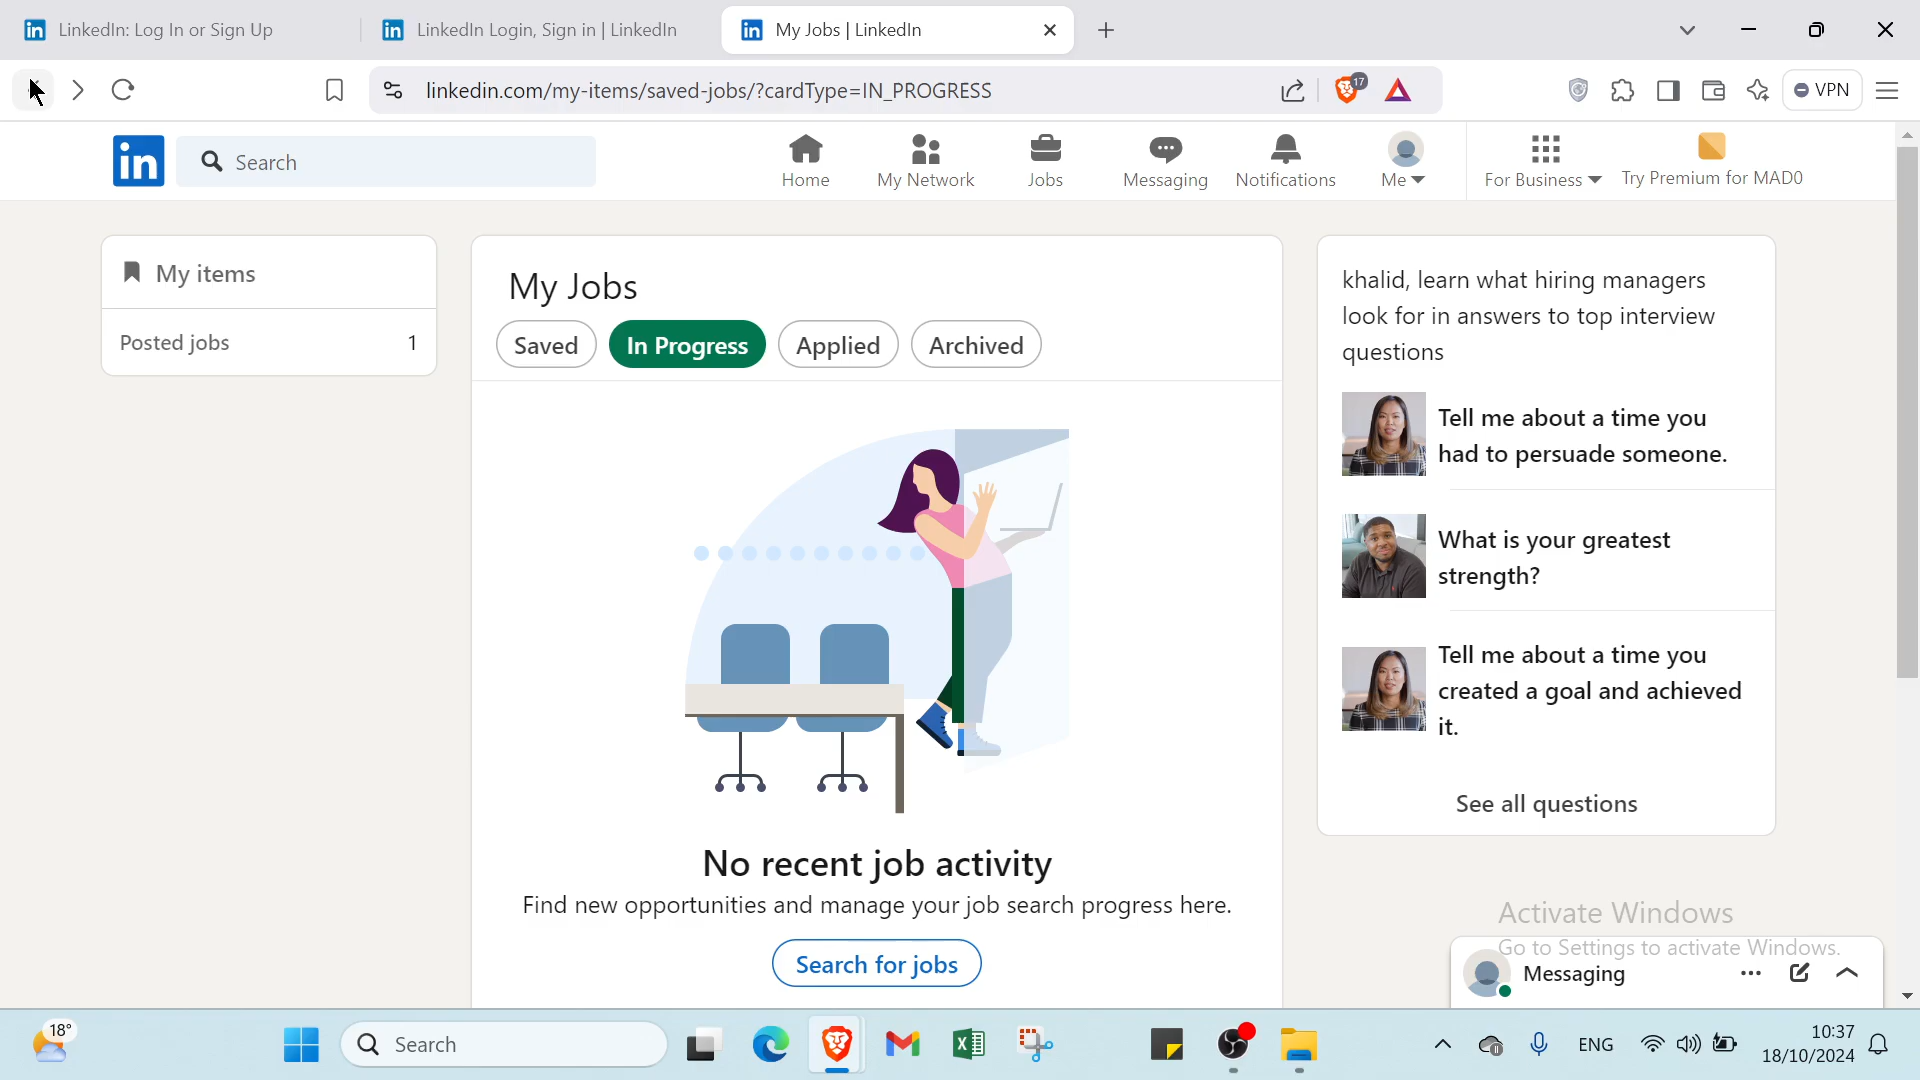 LinkedIn: Log In or Sign Up
LinkedIn Login, Sign in | LinkedIn
My Jobs | LinkedIn
linkedin.com/my-items/saved-jobs/?cardType=IN_PROGRESS
17
VPN
in
Search
Home
My Network
Jobs
Messaging
Notifications
Me
For Business
Try Premium for MAD0
My items
Posted jobs 1
My Jobs
Saved
In Progress
Applied
Archived
No recent job activity
Find new opportunities and manage your job search progress here.
Search for jobs
khalid, learn what hiring managers
look for in answers to top interview
questions
Tell me about a time you
had to persuade someone.
What is your greatest
strength?
Tell me about a time you
created a goal and achieved
it.
See all questions
Activate Windows
Go to Settings to activate Windows.
Messaging
18°
Search
ENG
10:37
18/10/2024